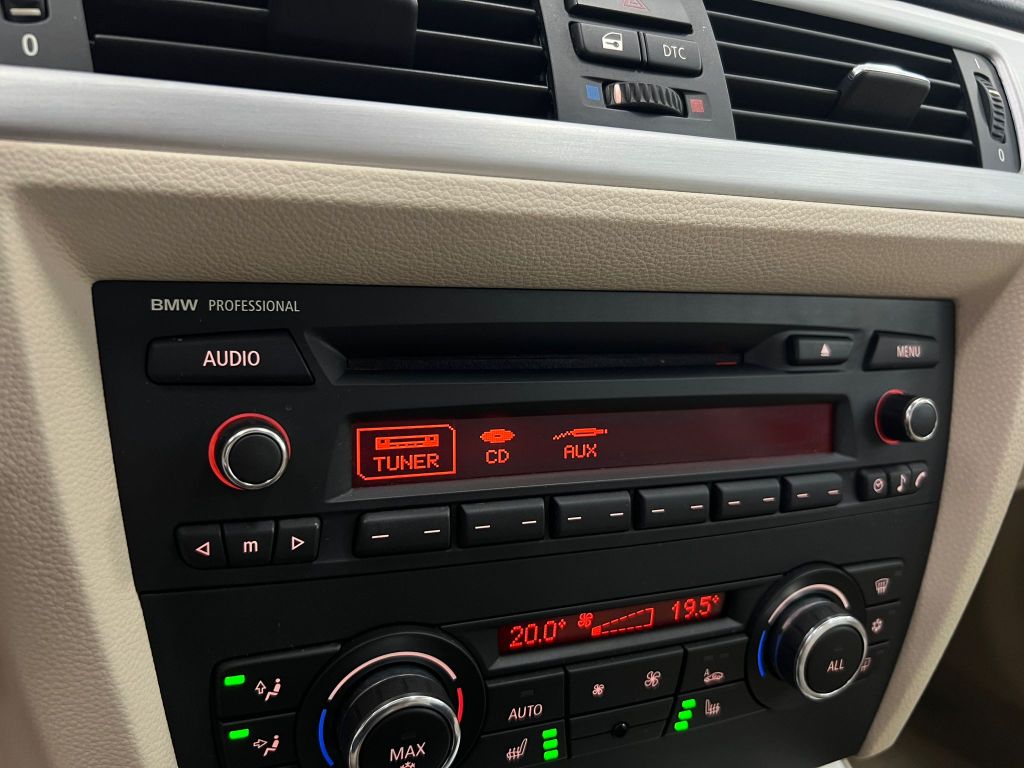 0
DTC
0
BMW PROFESSIONAL
AUDIO
MENU
TUNER
CD
AUX
m
20.0°
19.5°
AUTO
ALL
MAX